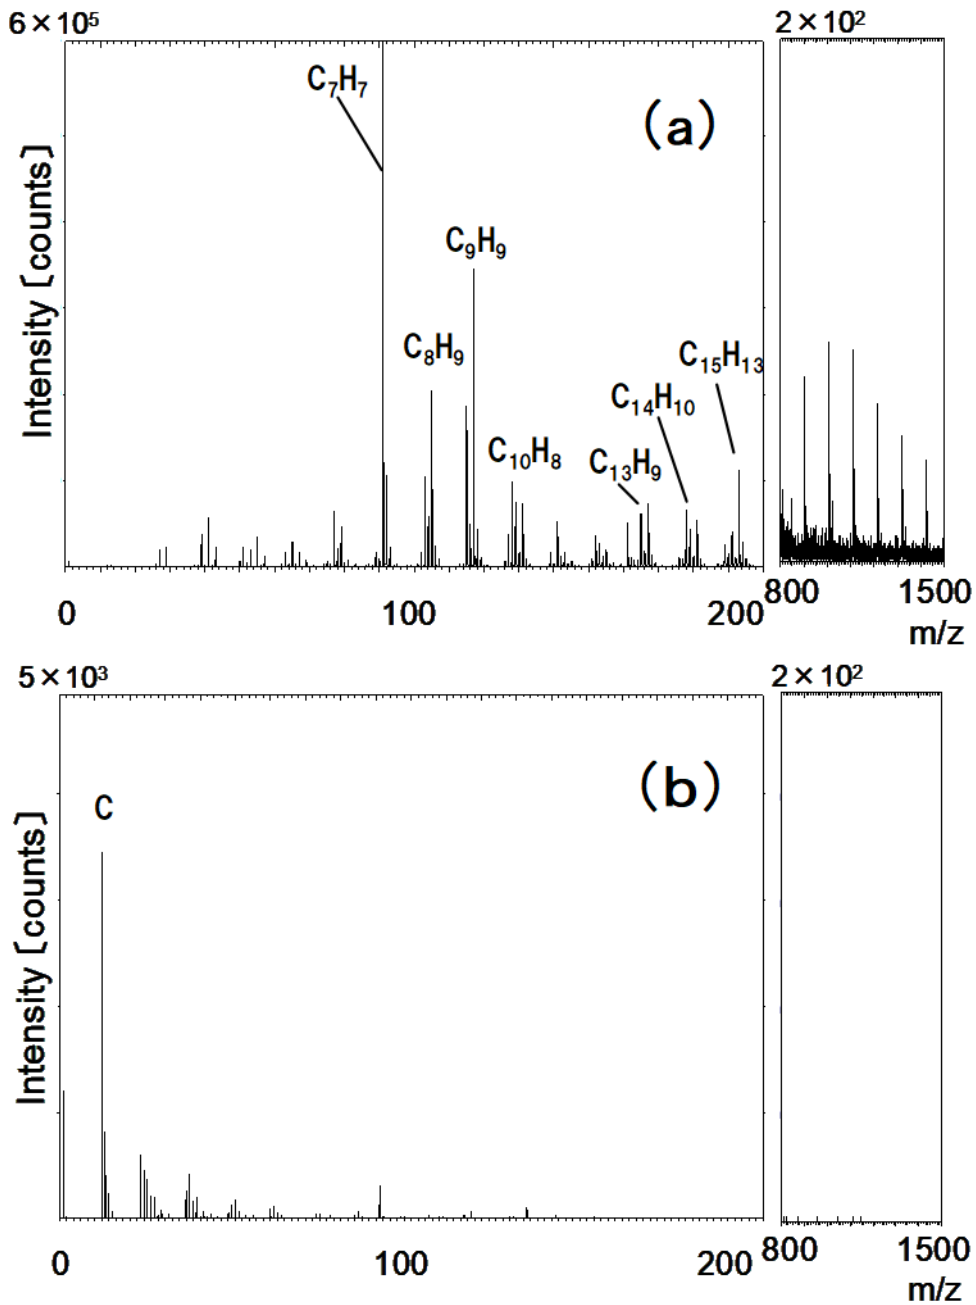 6×10⁵
2×10²
C₇H₇
(a)
C₉H₉
C₈H₉
C₁₅H₁₃
C₁₄H₁₀
C₁₀H₈
C₁₃H₉
Intensity [counts]
0
100
200
800
1500
m/z
5×10³
2×10²
C
(b)
Intensity [counts]
0
100
200
800
1500
m/z